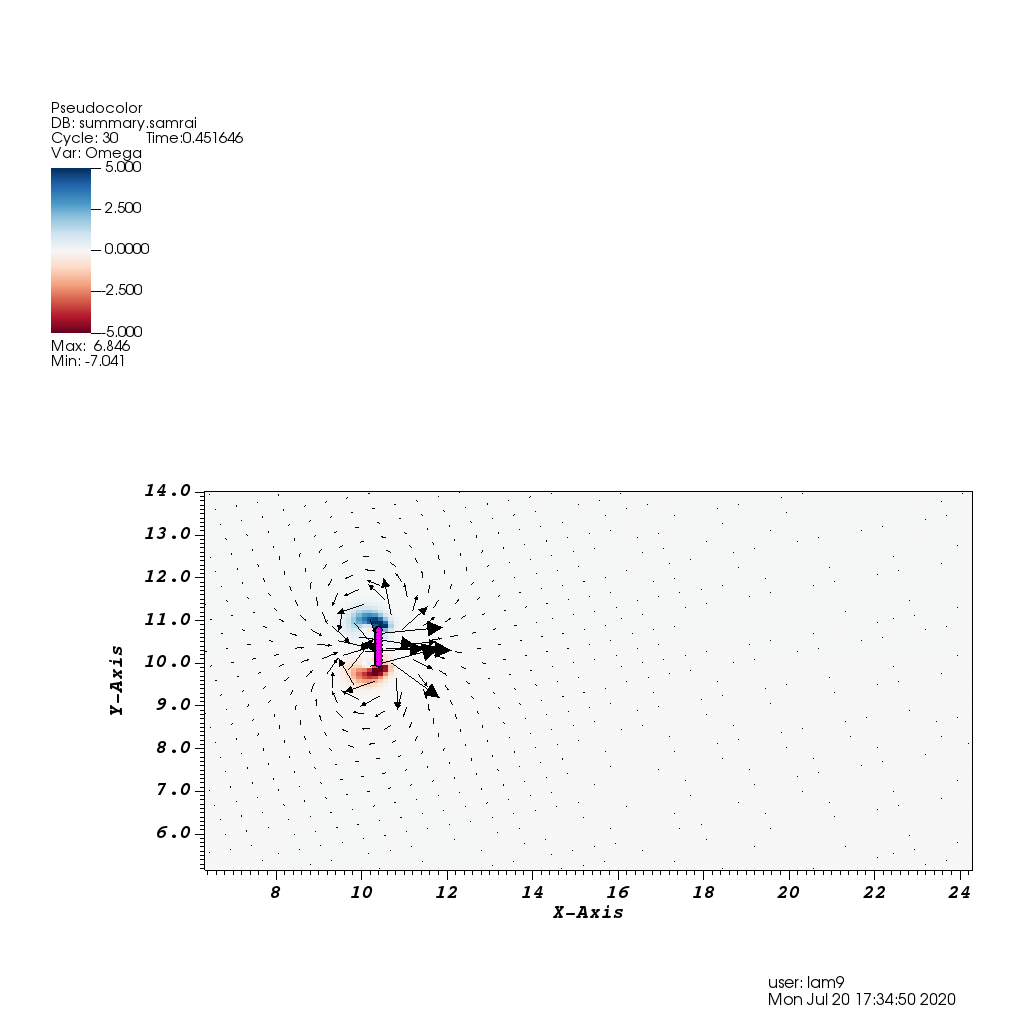 Pseudocolor
DB: summary.samrai
Cycle: 30 Time:0.451646
Var: Omega
5.000
2.500
0.0000
-2.500
-5.000
Max: 6.846
Min: -7.041
14.0
13.0
12.0
11.0
10.0
9.0
8.0
7.0
6.0
Y-Axis
8 10 12 14 16 18 20 22 24
X-Axis
user: lam9
Mon Jul 20 17:34:50 2020